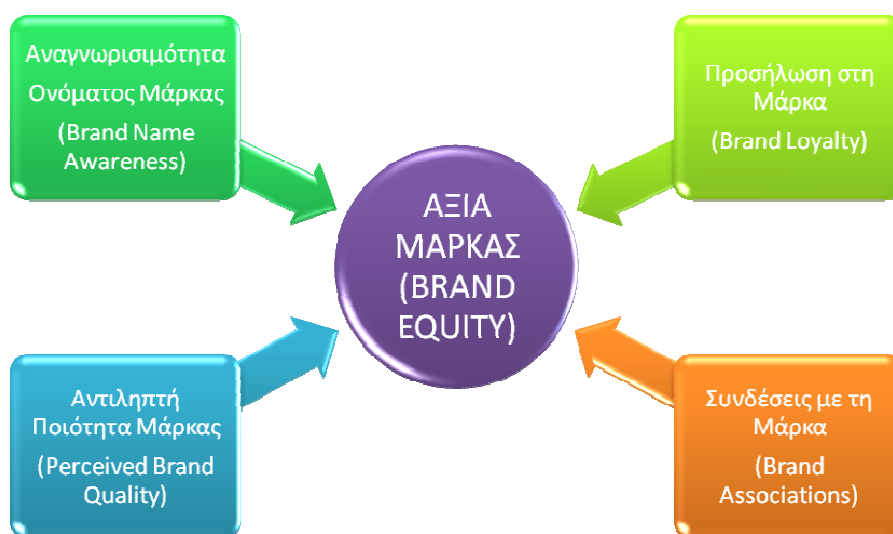 Αναγνωρισιμότητα
Ονόματος Μάρκας
(Brand Name
Awareness)
Προσήλωση στη
Μάρκα
(Brand Loyalty)
ΑΞΙΑ
ΜΑΡΚΑΣ
(BRAND
EQUITY)
Αντιληπτή
Ποιότητα Μάρκας
(Perceived Brand
Quality)
Συνδέσεις με τη
Μάρκα
(Brand
Associations)